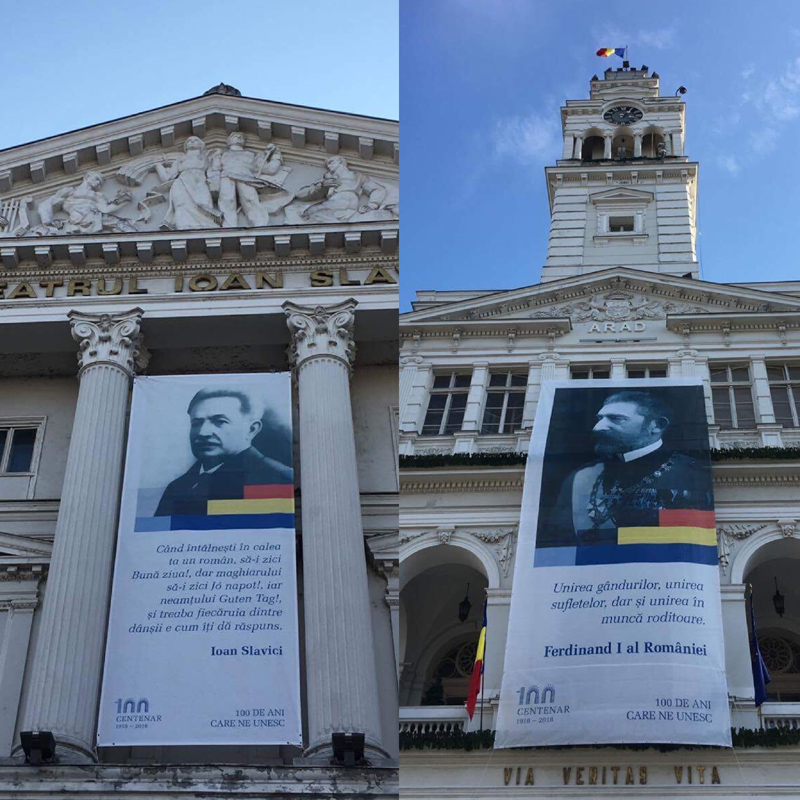 TEATRUL IOAN SLA
Când întâlnești în calea
ta un român, să-i zici
Bună ziua!, dar maghiarului
să-i zici Jó napot!, iar
neamțului Guten Tag!,
și treaba fiecăruia dintre
dânșii e cum îți dă răspuns.
Ioan Slavici
100
CENTENAR
1918 – 2018
100 DE ANI
CARE NE UNESC
ARAD
Unirea gândurilor, unirea
sufletelor, dar și unirea în
muncă roditoare.
Ferdinand I al României
100
CENTENAR
1918 – 2018
100 DE ANI
CARE NE UNESC
VIA VERITAS VITA